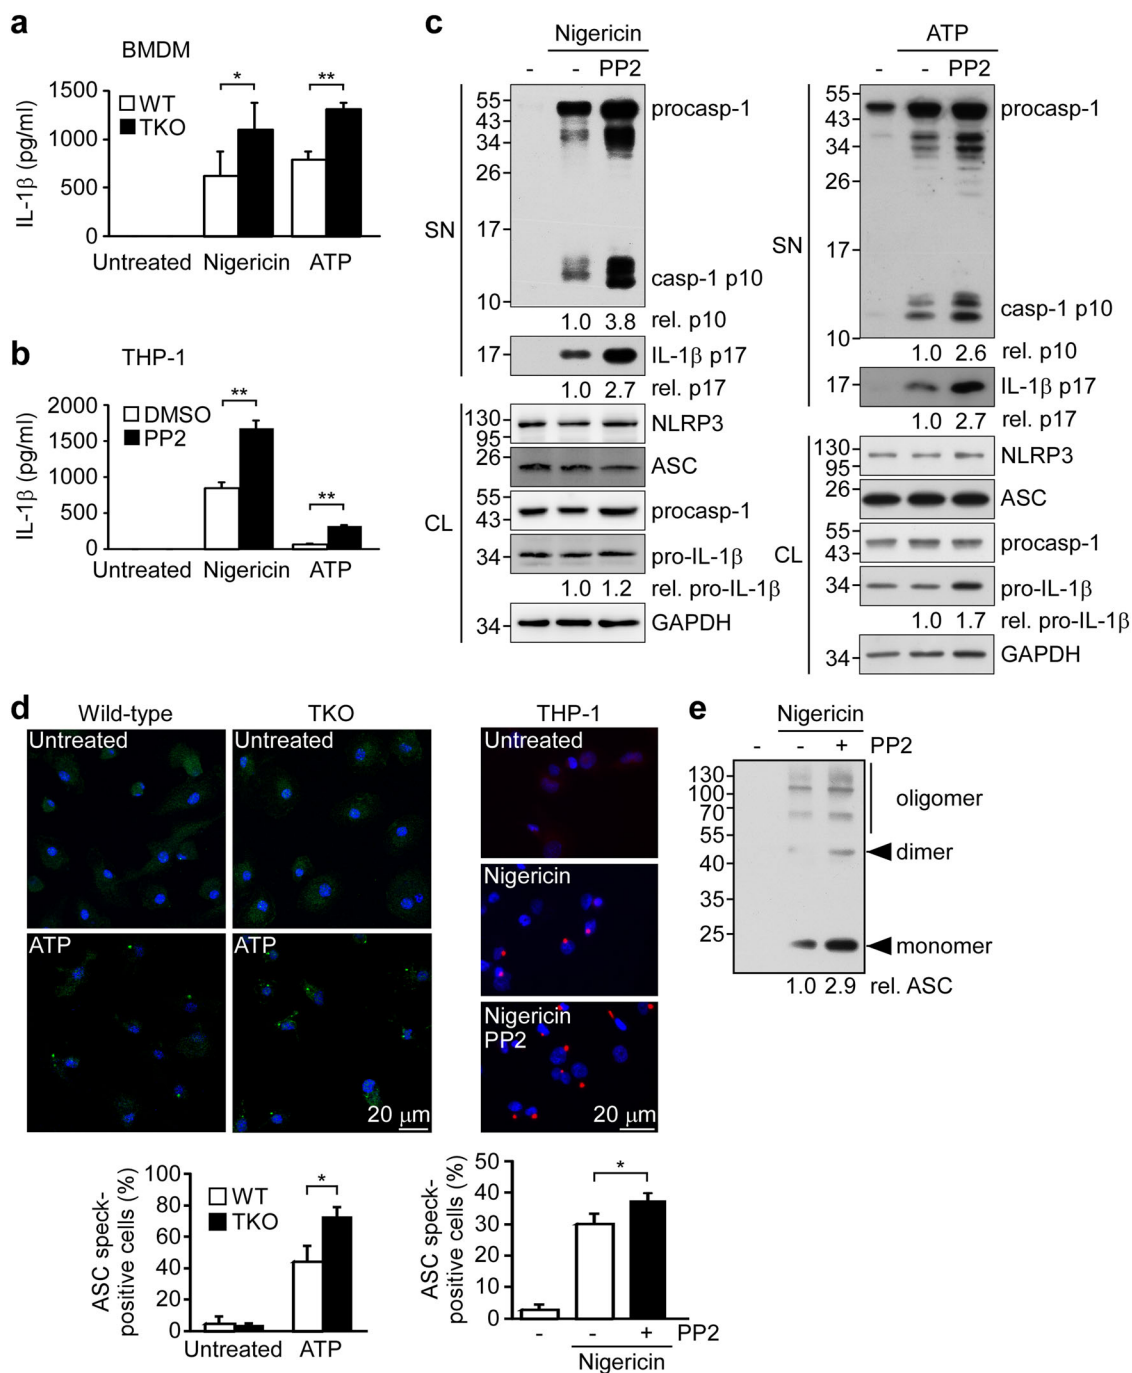 a
BMDM
IL-1β (pg/ml)
1500
1000
500
0
WT
TKO
*
**
Untreated Nigericin ATP
b
THP-1
IL-1β (pg/ml)
2000
1500
1000
500
0
DMSO
PP2
**
**
Untreated Nigericin ATP
c
Nigericin
- - PP2
SN
55
43
34
26
17
10
procasp-1
casp-1 p10
1.0 3.8 rel. p10
17 IL-1β p17
1.0 2.7 rel. p17
CL
130
95
NLRP3
26
ASC
55
43
procasp-1
34 pro-IL-1β
1.0 1.2 rel. pro-IL-1β
34 GAPDH
ATP
- - PP2
SN
55
43
34
26
17
10
procasp-1
casp-1 p10
1.0 2.6 rel. p10
17 IL-1β p17
1.0 2.7 rel. p17
CL
130
95
NLRP3
26 ASC
55
43
procasp-1
34 pro-IL-1β
1.0 1.7 rel. pro-IL-1β
34 GAPDH
d
Wild-type TKO THP-1
Untreated Untreated Untreated
Nigericin
ATP ATP
Nigericin
PP2
20 μm 20 μm
ASC speck-
positive cells (%)
100
80
60
40
20
0
WT
TKO
*
Untreated ATP
ASC speck-
positive cells (%)
50
40
30
20
10
0
*
- - + PP2
Nigericin
e
Nigericin
- - + PP2
130
100
70
55
40
35
25
oligomer
dimer
monomer
1.0 2.9 rel. ASC